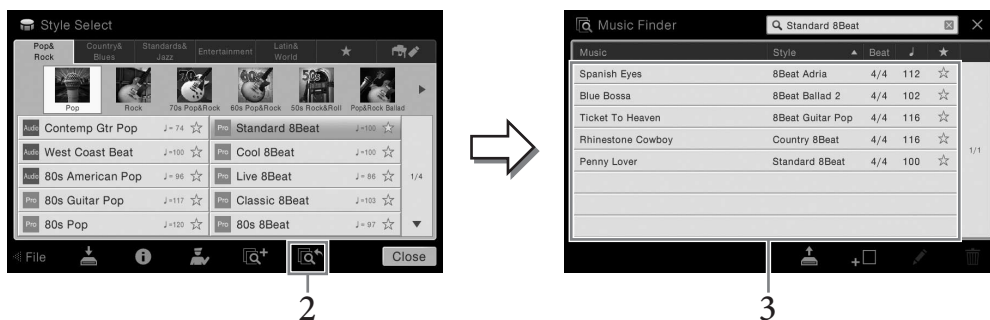 Style Select
Pop& Rock Country& Blues Standards& Jazz Entertainment Latin& World
Pop Rock 70s Pop&Rock 60s Pop&Rock 50s Rock&Roll Pop&Rock Ballad
Audio Contemp Gtr Pop ♩= 74 ☆ Pro Standard 8Beat ♩=100 ☆
Audio West Coast Beat ♩=100 ☆ Pro Cool 8Beat ♩=100 ☆
Audio 80s American Pop ♩= 96 ☆ Pro Live 8Beat ♩= 86 ☆ 1/4
Pro 80s Guitar Pop ♩=117 ☆ Pro Classic 8Beat ♩=103 ☆
Pro 80s Pop ♩=120 ☆ Pro 80s 8Beat ♩= 97 ☆
File Close
2
Music Finder Standard 8Beat
Music Style Beat ♩ ★
Spanish Eyes 8Beat Adria 4/4 112 ☆
Blue Bossa 8Beat Ballad 2 4/4 102 ☆
Ticket To Heaven 8Beat Guitar Pop 4/4 116 ☆
Rhinestone Cowboy Country 8Beat 4/4 116 ☆
Penny Lover Standard 8Beat 4/4 100 ☆
1/1
3